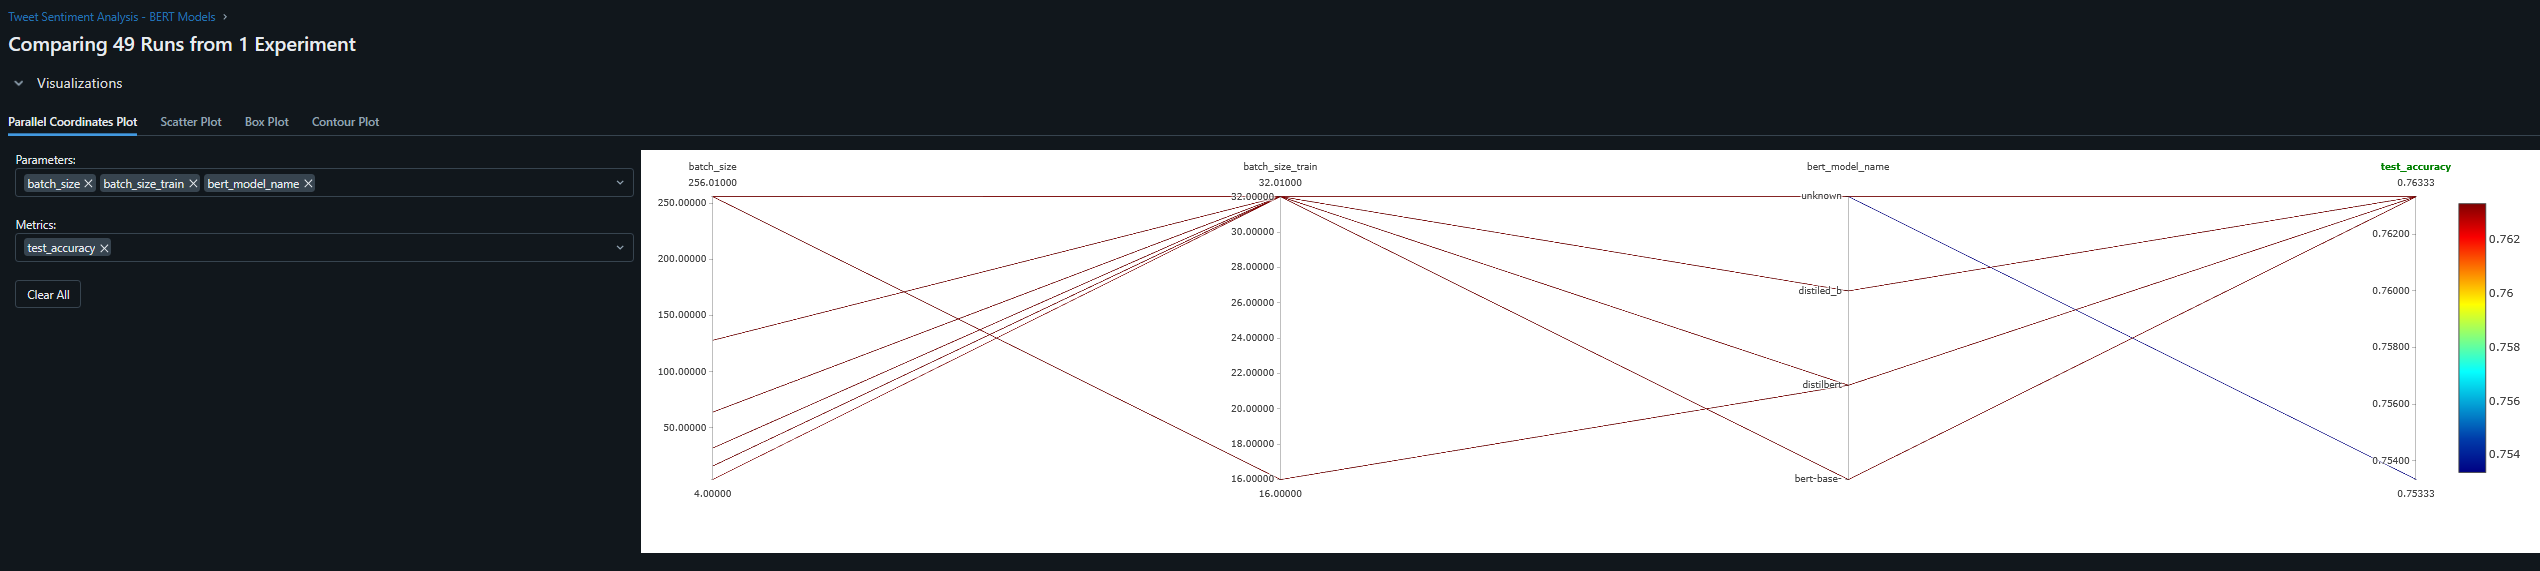 Tweet Sentiment Analysis - BERT Models ›
Comparing 49 Runs from 1 Experiment
Visualizations
Parallel Coordinates Plot Scatter Plot Box Plot Contour Plot
Parameters:
batch_size × batch_size_train × bert_model_name ×
Metrics:
test_accuracy ×
Clear All
batch_size
256.01000
250.00000
200.00000
150.00000
100.00000
50.00000
4.00000
batch_size_train
32.01000
32.00000
30.00000
28.00000
26.00000
24.00000
22.00000
20.00000
18.00000
16.00000
16.00000
bert_model_name
unknown
distiled_b
distilbert
bert-base-
test_accuracy
0.76333
0.76200
0.76000
0.75800
0.75600
0.75400
0.75333
0.762
0.76
0.758
0.756
0.754